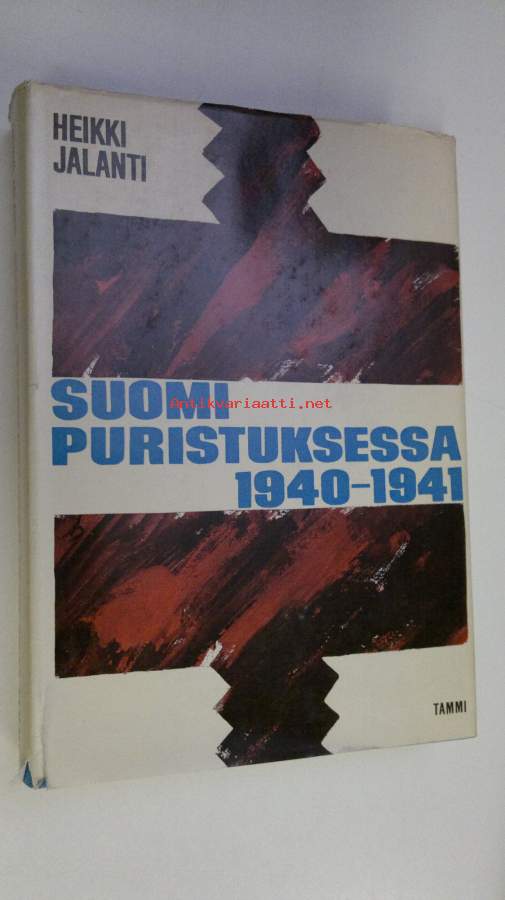 HEIKKI
JALANTI
SUOMI
Antikvariaatti.net
PURISTUKSESSA
1940-1941
TAMMI